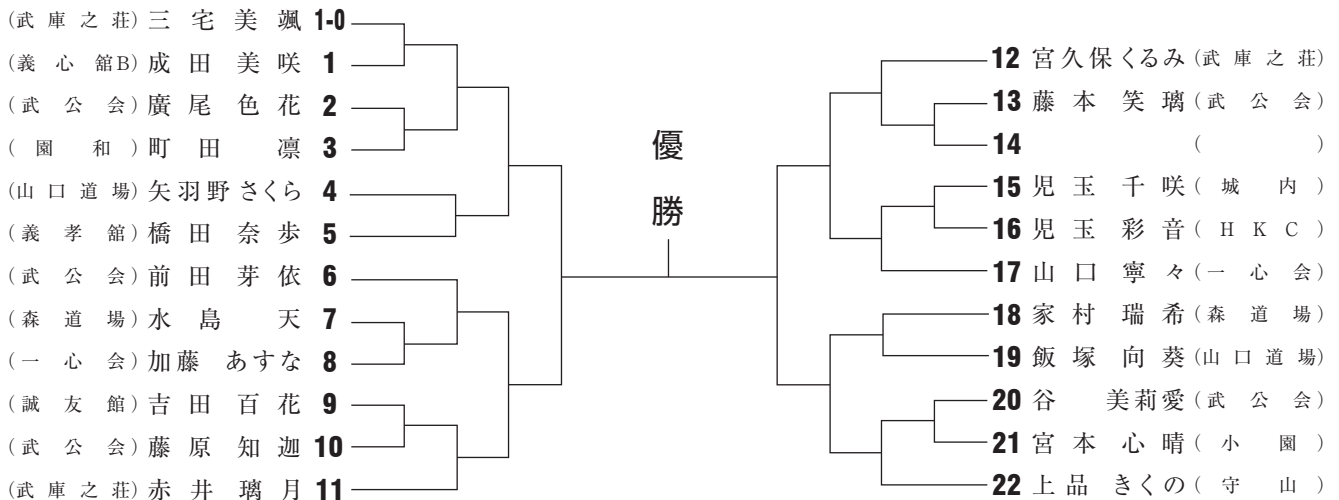 (武庫之荘) 三宅美颯 1-0
(義心舘B) 成田美咲 1
(武公会) 廣尾色花 2
(園和) 町田凛 3
(山口道場) 矢羽野さくら 4
(義孝舘) 橋田奈歩 5
(武公会) 前田芽依 6
(森道場) 水島天 7
(一心会) 加藤あすな 8
(誠友館) 吉田百花 9
(武公会) 藤原知迦 10
(武庫之荘) 赤井璃月 11
優勝
12 宮久保くるみ (武庫之荘)
13 藤本笑璃 (武公会)
14 ( )
15 児玉千咲 (城内)
16 児玉彩音 (HKC)
17 山口寧々 (一心会)
18 家村瑞希 (森道場)
19 飯塚向葵 (山口道場)
20 谷美莉愛 (武公会)
21 宮本心晴 (小園)
22 上品きくの (守山)